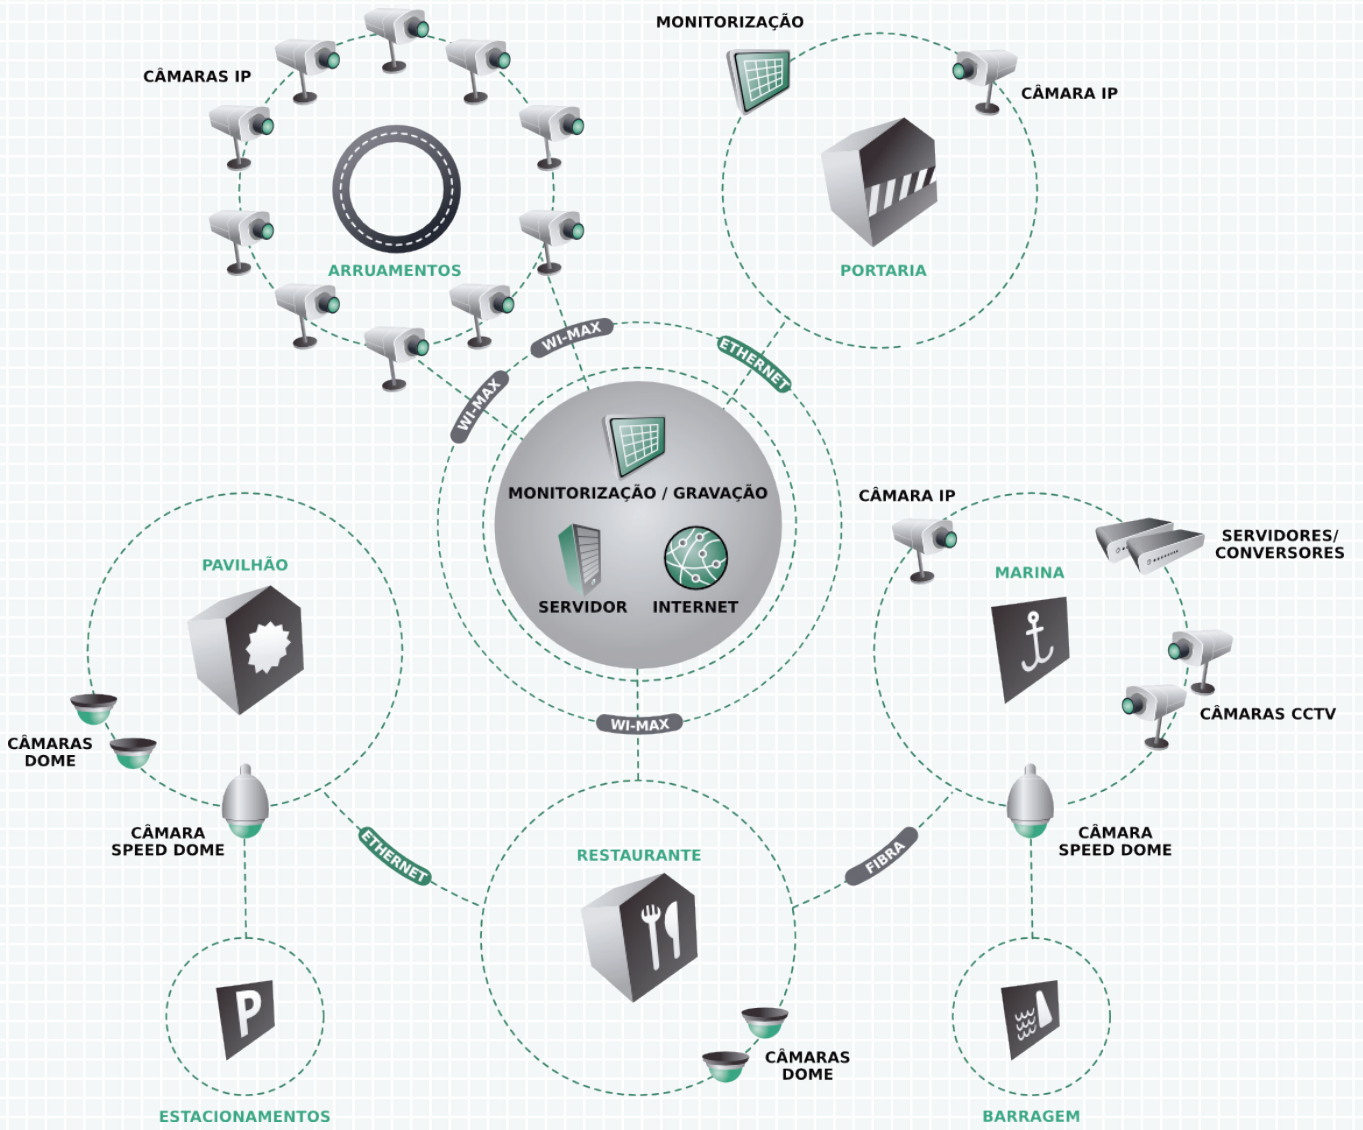 MONITORIZAÇÃO
CÂMARAS IP
CÂMARA IP
ARRUAMENTOS
PORTARIA
WI-MAX
ETHERNET
WI-MAX
MONITORIZAÇÃO / GRAVAÇÃO
CÂMARA IP
SERVIDORES/
CONVERSORES
PAVILHÃO
MARINA
SERVIDOR
INTERNET
CÂMARAS CCTV
WI-MAX
CÂMARAS
DOME
CÂMARA
SPEED DOME
ETHERNET
RESTAURANTE
FIBRA
CÂMARA
SPEED DOME
P
CÂMARAS
DOME
ESTACIONAMENTOS
BARRAGEM